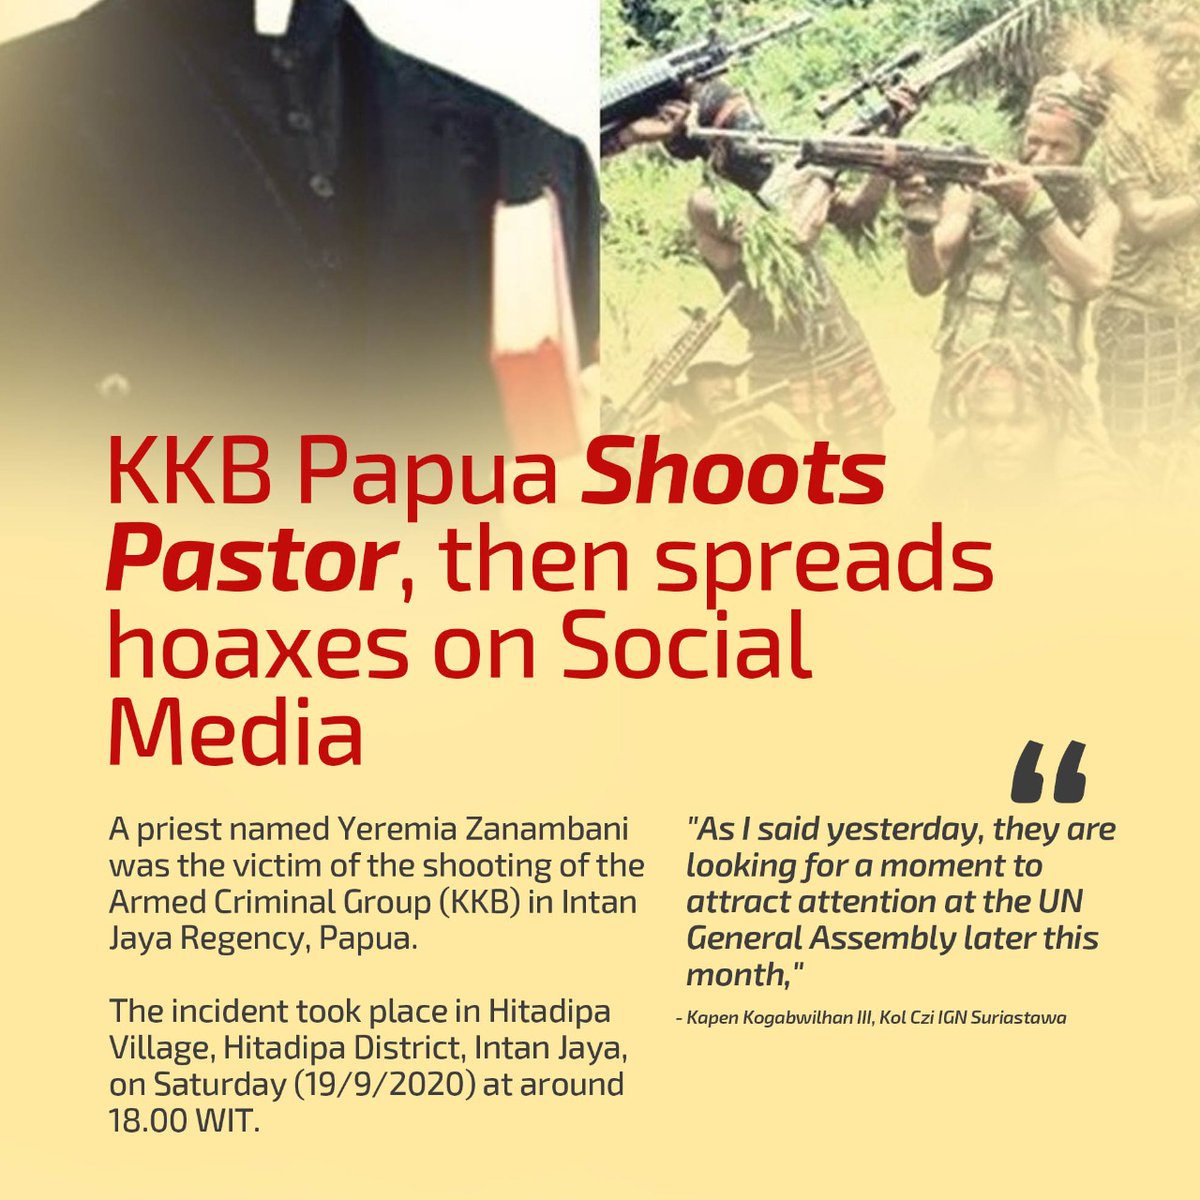 KKB Papua Shoots
Pastor, then spreads
hoaxes on Social
Media
A priest named Yeremia Zanambani
was the victim of the shooting of the
Armed Criminal Group (KKB) in Intan
Jaya Regency, Papua.
The incident took place in Hitadipa
Village, Hitadipa District, Intan Jaya,
on Saturday (19/9/2020) at around
18.00 WIT.
“
"As I said yesterday, they are
looking for a moment to
attract attention at the UN
General Assembly later this
month,"
- Kapen Kogabwilhan III, Kol Czi IGN Suriastawa